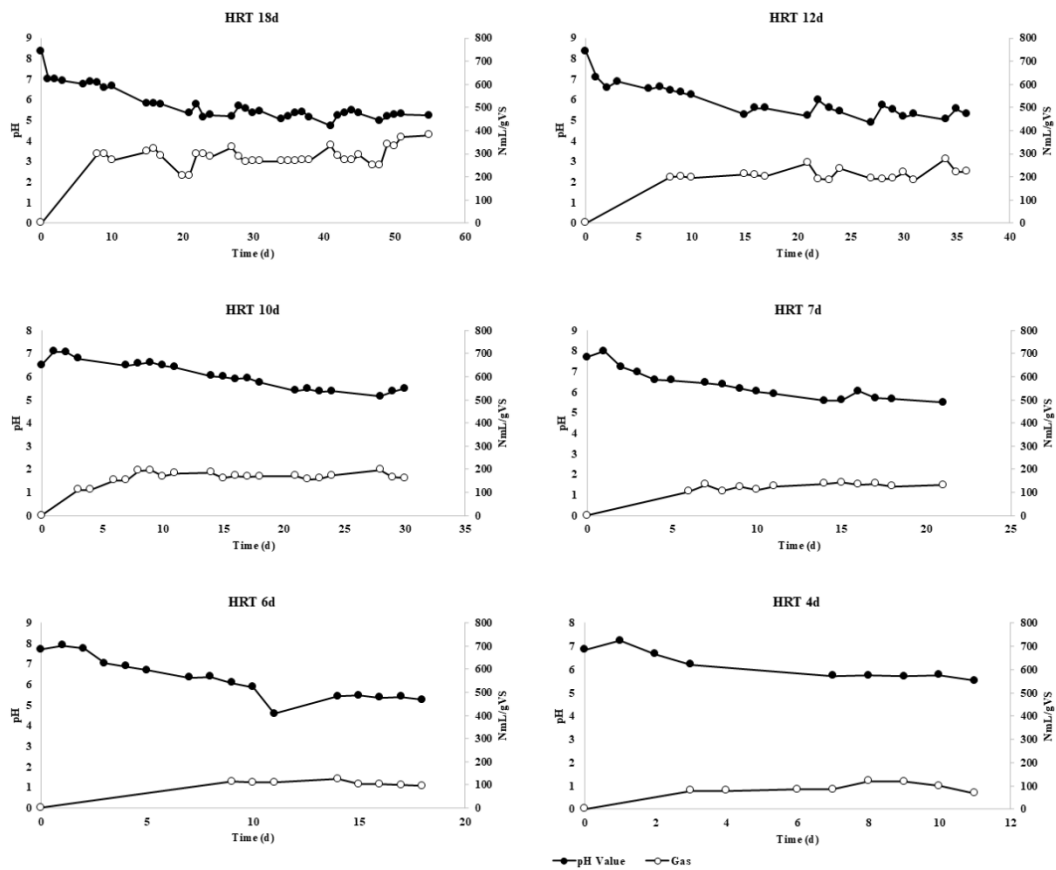 HRT 18d
9 8 7 6 5 4 3 2 1 0
pH
800 700 600 500 400 300 200 100 0
NmL/gVS
0 10 20 30 40 50 60
Time (d)
HRT 12d
9 8 7 6 5 4 3 2 1 0
pH
800 700 600 500 400 300 200 100 0
NmL/gVS
0 5 10 15 20 25 30 35 40
Time (d)
HRT 10d
8 7 6 5 4 3 2 1 0
pH
800 700 600 500 400 300 200 100 0
NmL/gVS
0 5 10 15 20 25 30 35
Time (d)
HRT 7d
9 8 7 6 5 4 3 2 1 0
pH
800 700 600 500 400 300 200 100 0
NmL/gVS
0 5 10 15 20 25
Time (d)
HRT 6d
9 8 7 6 5 4 3 2 1 0
pH
800 700 600 500 400 300 200 100 0
NmL/gVS
0 5 10 15 20
Time (d)
HRT 4d
9 8 7 6 5 4 3 2 1 0
pH
800 700 600 500 400 300 200 100 0
NmL/gVS
0 2 4 6 8 10 12
Time (d)
pH Value Gas